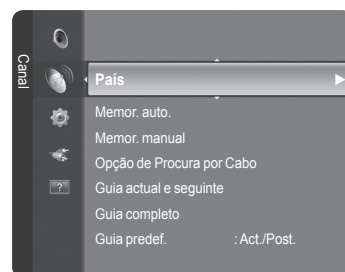 Canal
País
Memor. auto.
Memor. manual
Opção de Procura por Cabo
Guia actual e seguinte
Guia completo
Guia predef. : Act./Post.
?